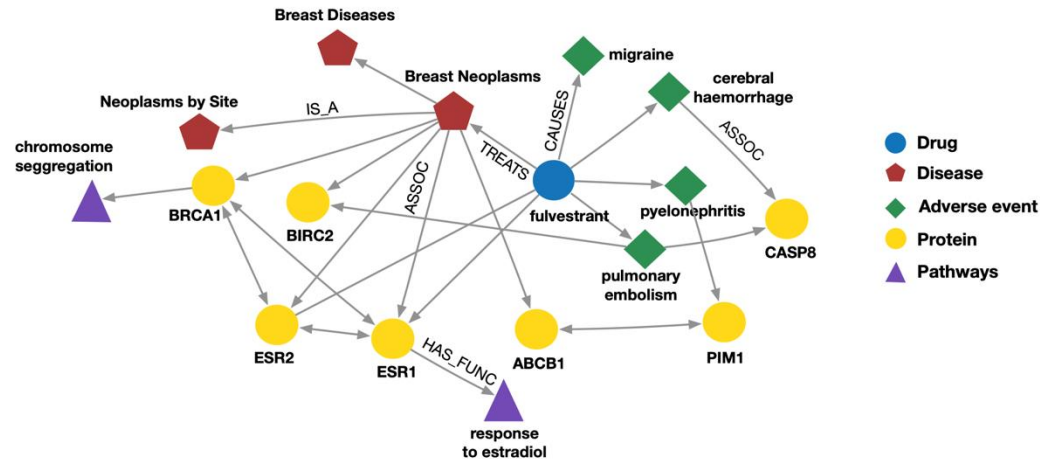 Breast Diseases
migraine
Breast Neoplasms
cerebral
haemorrhage
Neoplasms by Site
IS_A
CAUSES
ASSOC
chromosome
seggregation
TREATS
Drug
Disease
Adverse event
Protein
Pathways
ASSOC
BRCA1
BIRC2
fulvestrant
pyelonephritis
CASP8
pulmonary
embolism
ESR2
ESR1
HAS_FUNC
ABCB1
PIM1
response
to estradiol